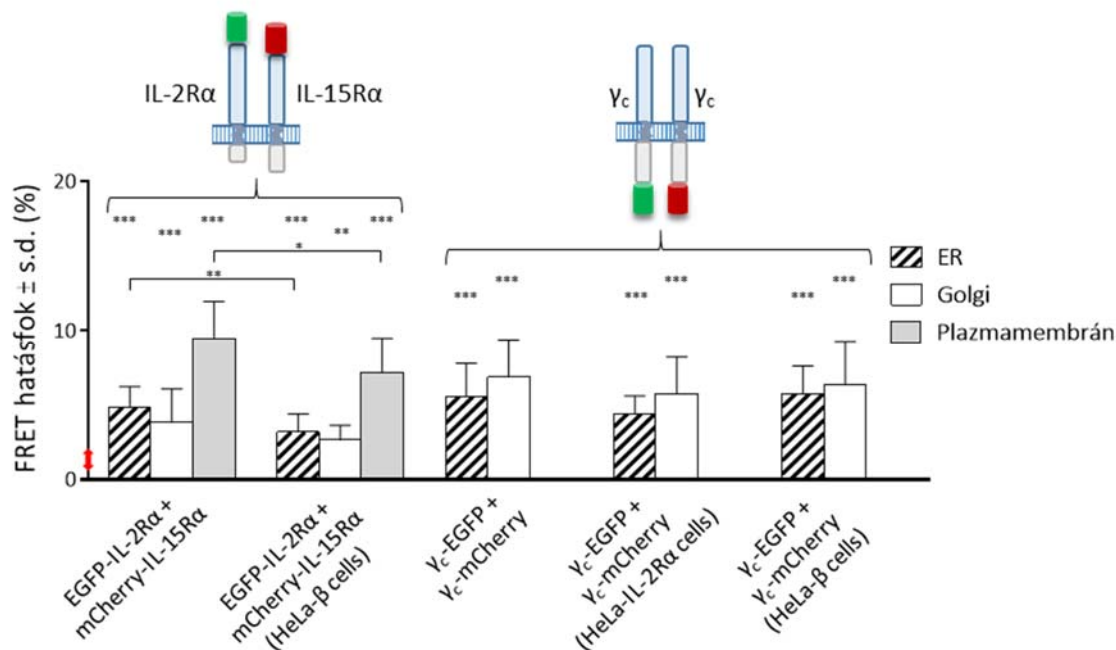 IL-2Rα
IL-15Rα
γc
γc
FRET hatásfok ± s.d. (%)
20
10
0
***
***
***
***
**
***
*
**
***
***
***
***
***
***
ER
Golgi
Plazmamembrán
EGFP-IL-2Rα +
mCherry-IL-15Rα
EGFP-IL-2Rα +
mCherry-IL-15Rα
(HeLa-β cells)
γc-EGFP +
γc-mCherry
γc-EGFP +
γc-mCherry
(HeLa-IL-2Rα cells)
γc-EGFP +
γc-mCherry
(HeLa-β cells)